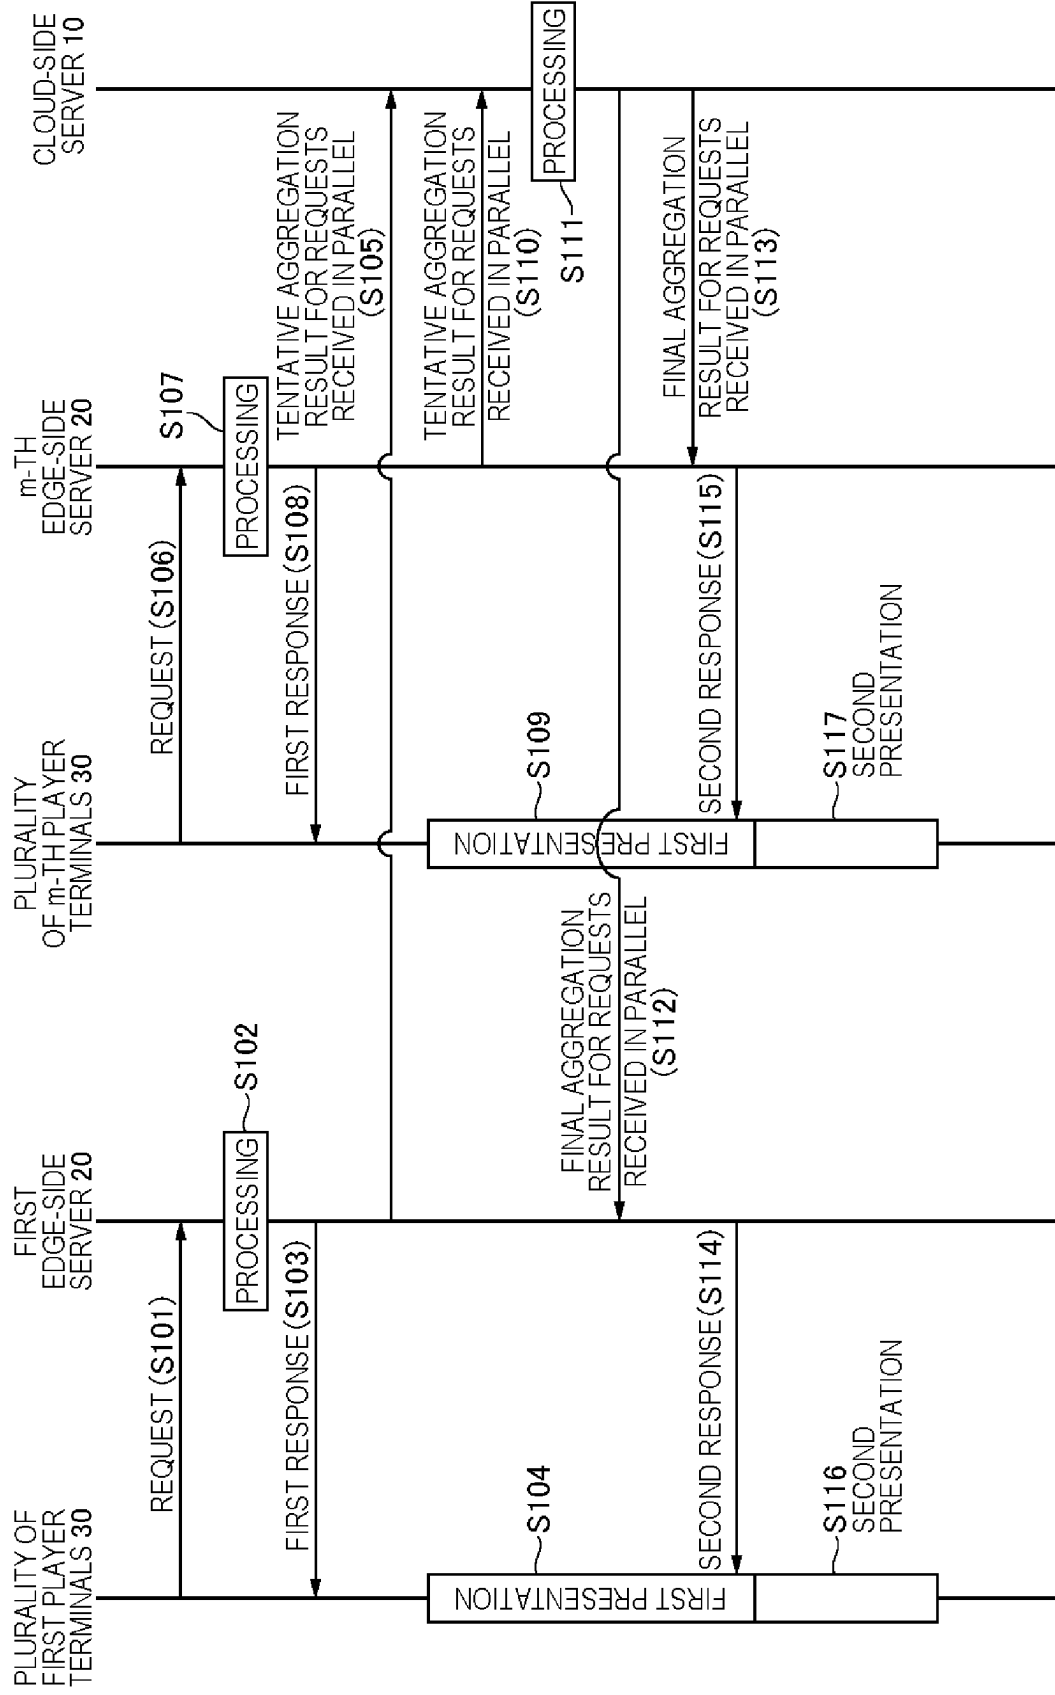 PLURALITY OF
FIRST PLAYER
TERMINALS 30
FIRST
EDGE-SIDE
SERVER 20
PLURALITY
OF m-TH PLAYER
TERMINALS 30
m-TH
EDGE-SIDE
SERVER 20
CLOUD-SIDE
SERVER 10
REQUEST (S101)
REQUEST (S106)
PROCESSING
S102
PROCESSING
S107
FIRST RESPONSE (S103)
FIRST RESPONSE (S108)
TENTATIVE AGGREGATION
RESULT FOR REQUESTS
RECEIVED IN PARALLEL
(S105)
TENTATIVE AGGREGATION
RESULT FOR REQUESTS
RECEIVED IN PARALLEL
(S110)
FIRST PRESENTATION
S104
FIRST PRESENTATION
S109
PROCESSING
S111
FINAL AGGREGATION
RESULT FOR REQUESTS
RECEIVED IN PARALLEL
(S112)
FINAL AGGREGATION
RESULT FOR REQUESTS
RECEIVED IN PARALLEL
(S113)
SECOND RESPONSE (S114)
SECOND RESPONSE (S115)
S116
SECOND
PRESENTATION
S117
SECOND
PRESENTATION